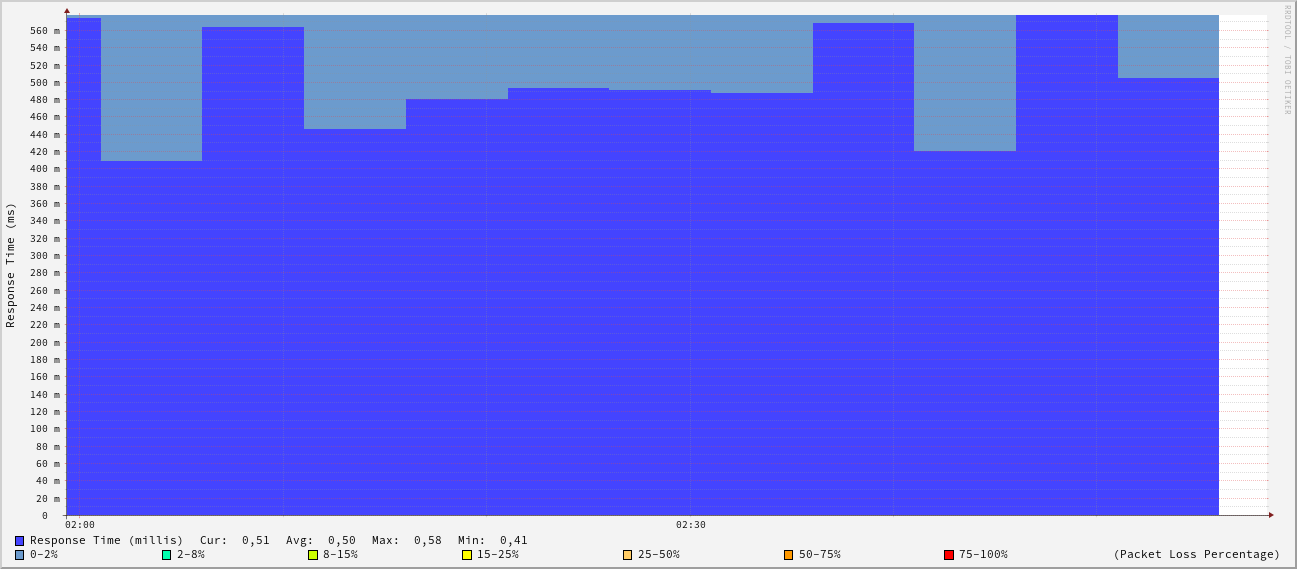 RRDTOOL / TOBI OETIKER
Response Time (ms)
560 m
540 m
520 m
500 m
480 m
460 m
440 m
420 m
400 m
380 m
360 m
340 m
320 m
300 m
280 m
260 m
240 m
220 m
200 m
180 m
160 m
140 m
120 m
100 m
80 m
60 m
40 m
20 m
0
02:00 02:30
Response Time (millis) Cur: 0,51 Avg: 0,50 Max: 0,58 Min: 0,41
0-2% 2-8% 8-15% 15-25% 25-50% 50-75% 75-100% (Packet Loss Percentage)